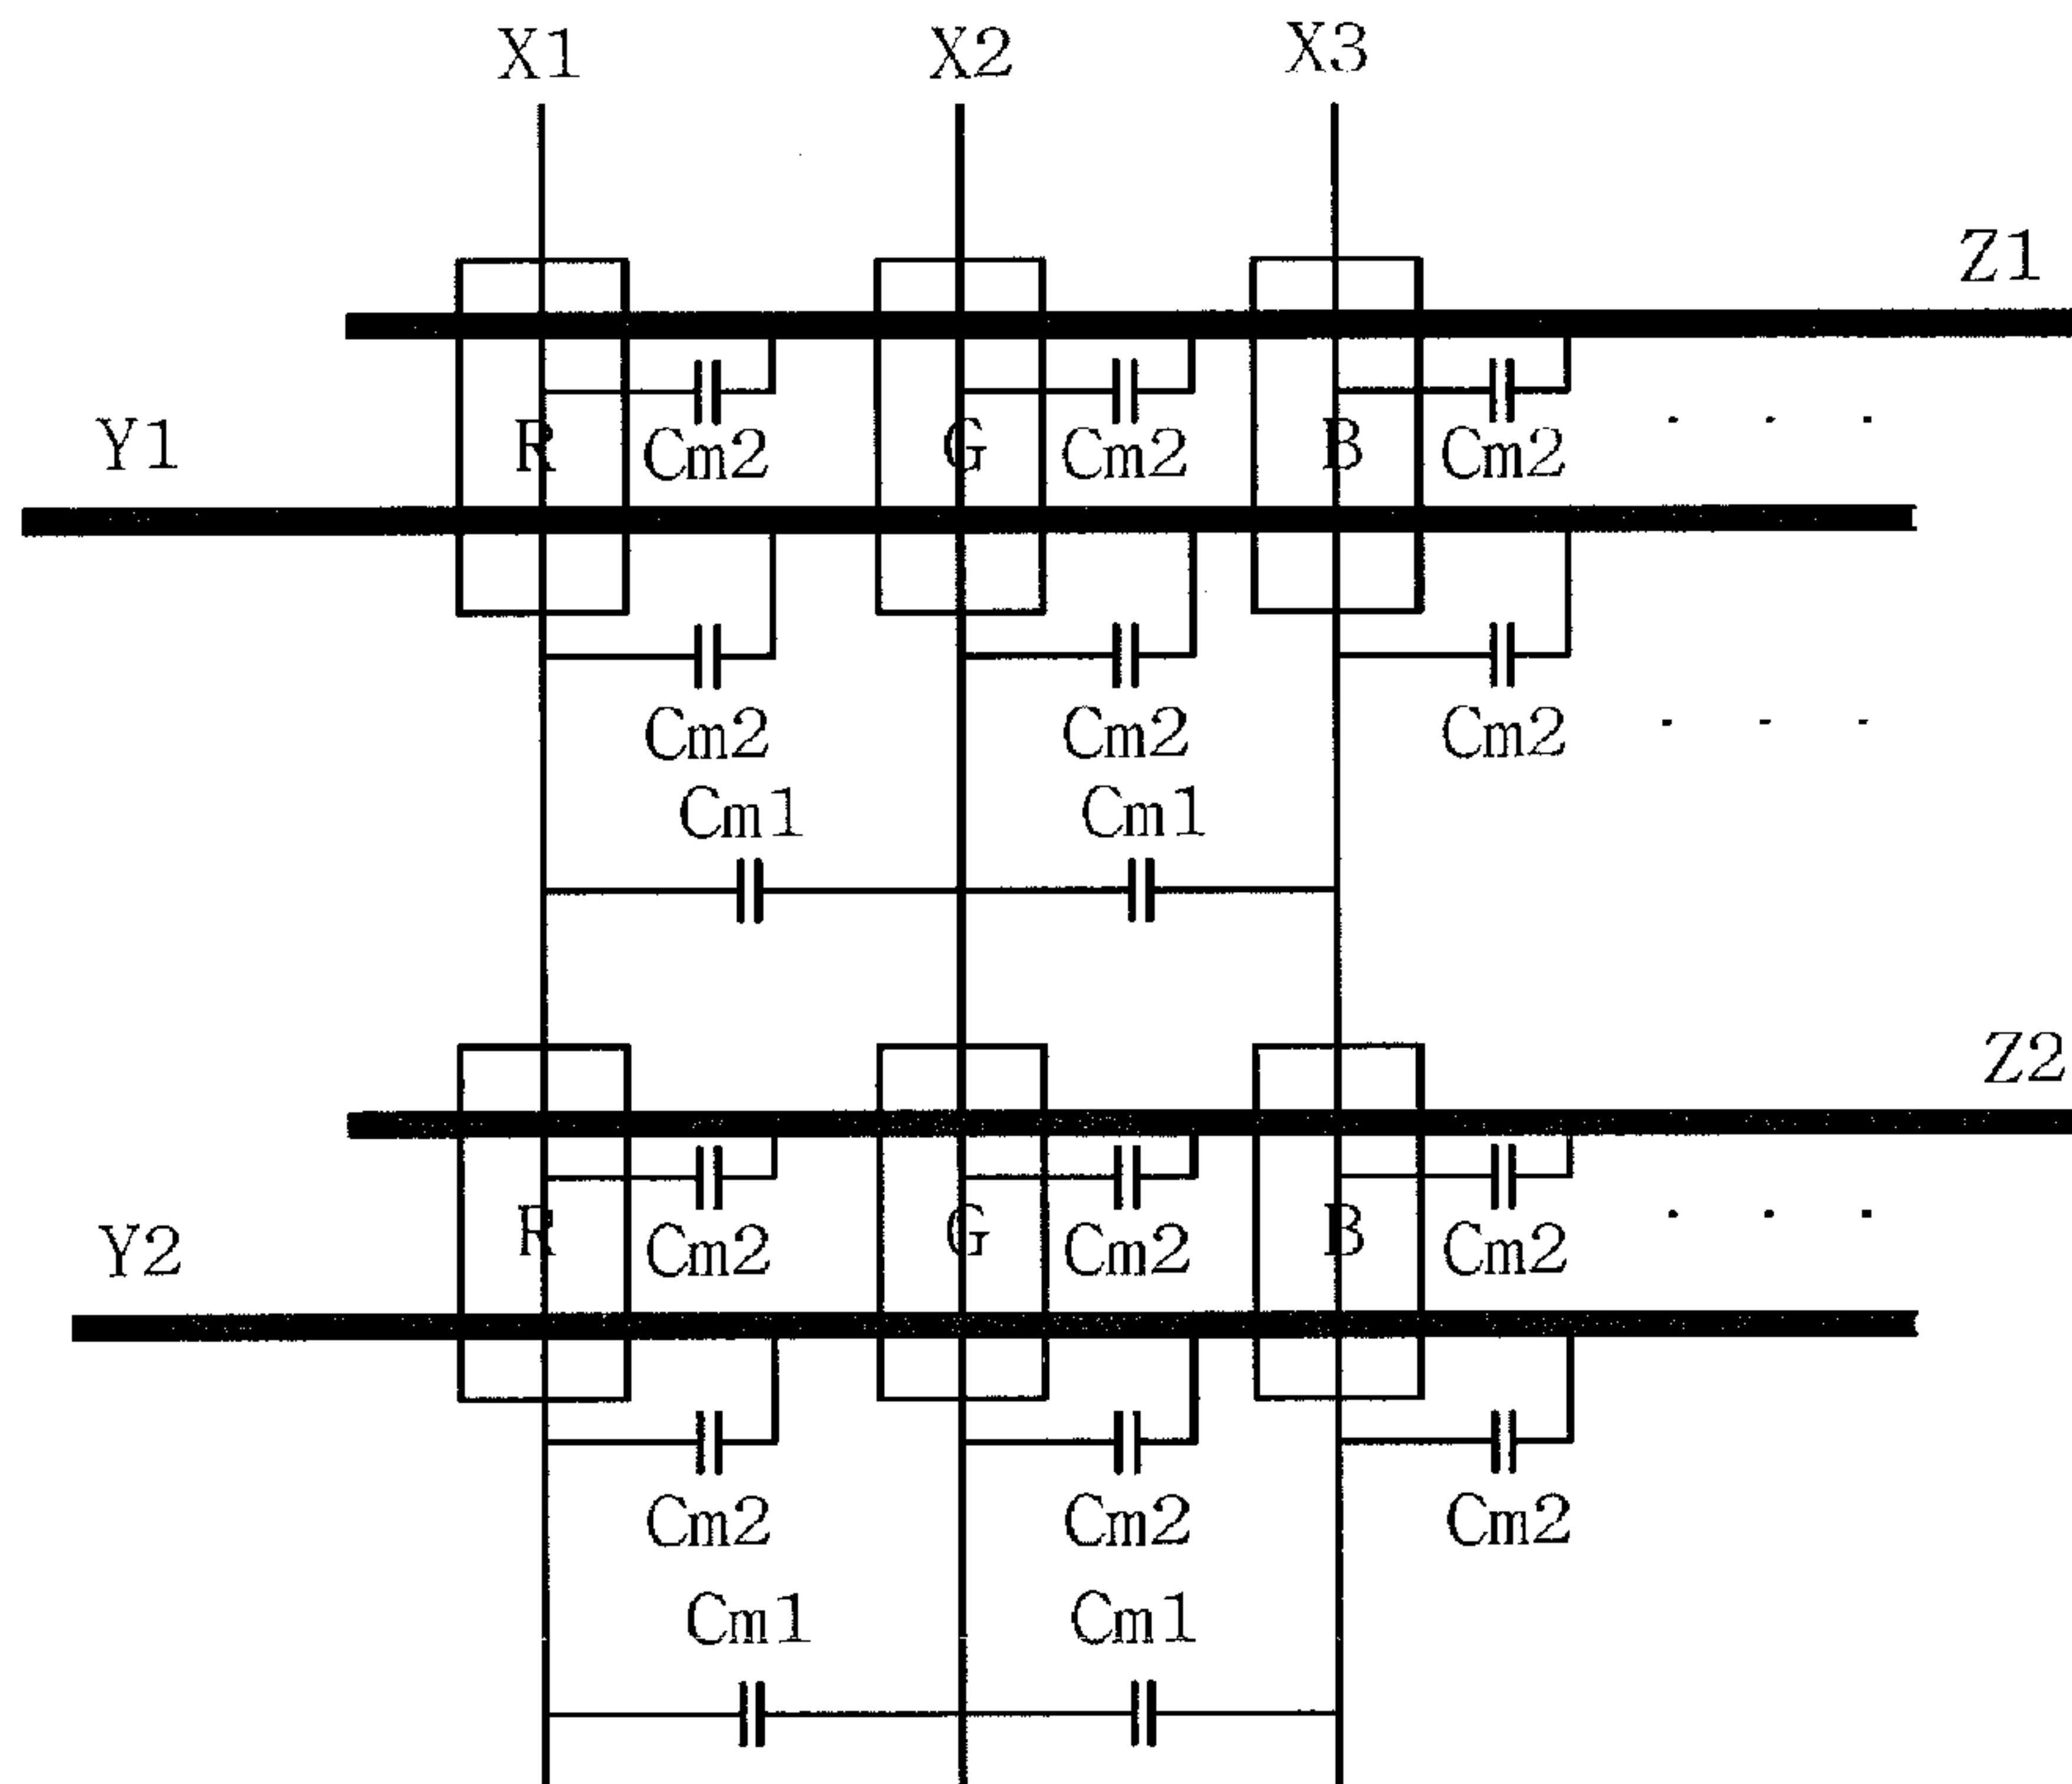 X1 X2 X3
Z1
Y1 R Cm2 G Cm2 B Cm2 . . .
Cm2 Cm2 Cm2 . . .
Cm1 Cm1
Z2
Y2 R Cm2 G Cm2 B Cm2 . . .
Cm2 Cm2 Cm2
Cm1 Cm1